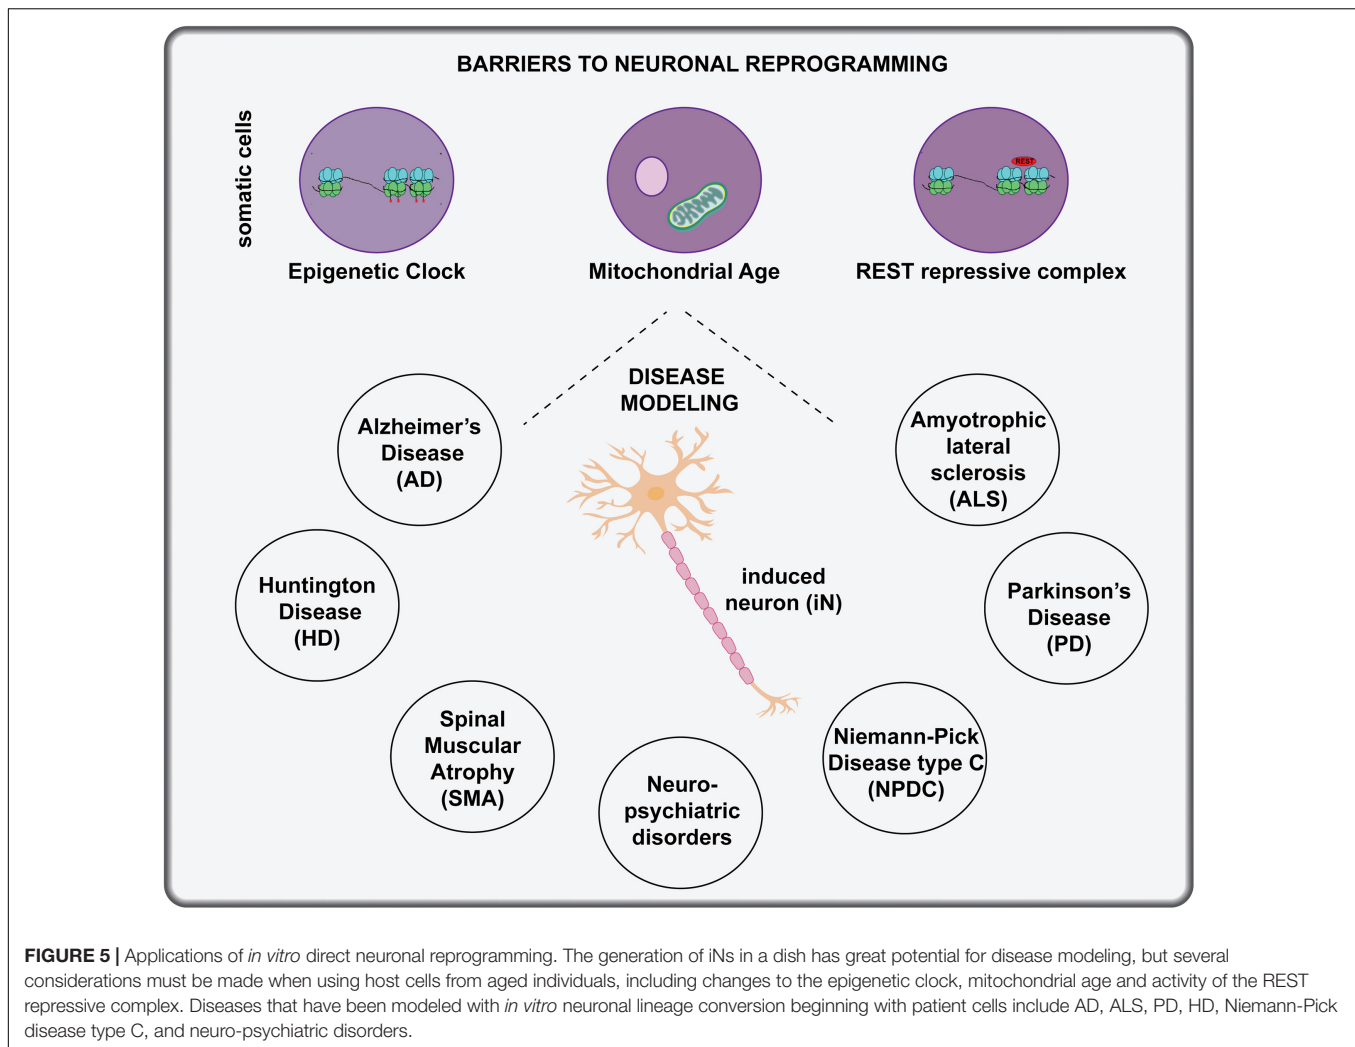 BARRIERS TO NEURONAL REPROGRAMMING
somatic cells
REST
Epigenetic Clock
Mitochondrial Age
REST repressive complex
DISEASE
MODELING
Alzheimer's
Disease
(AD)
Amyotrophic
lateral
sclerosis
(ALS)
Huntington
Disease
(HD)
induced
neuron (iN)
Parkinson's
Disease
(PD)
Spinal
Muscular
Atrophy
(SMA)
Neuro-
psychiatric
disorders
Niemann-Pick
Disease type C
(NPDC)
FIGURE 5 | Applications of in vitro direct neuronal reprogramming. The generation of iNs in a dish has great potential for disease modeling, but several
considerations must be made when using host cells from aged individuals, including changes to the epigenetic clock, mitochondrial age and activity of the REST
repressive complex. Diseases that have been modeled with in vitro neuronal lineage conversion beginning with patient cells include AD, ALS, PD, HD, Niemann-Pick
disease type C, and neuro-psychiatric disorders.